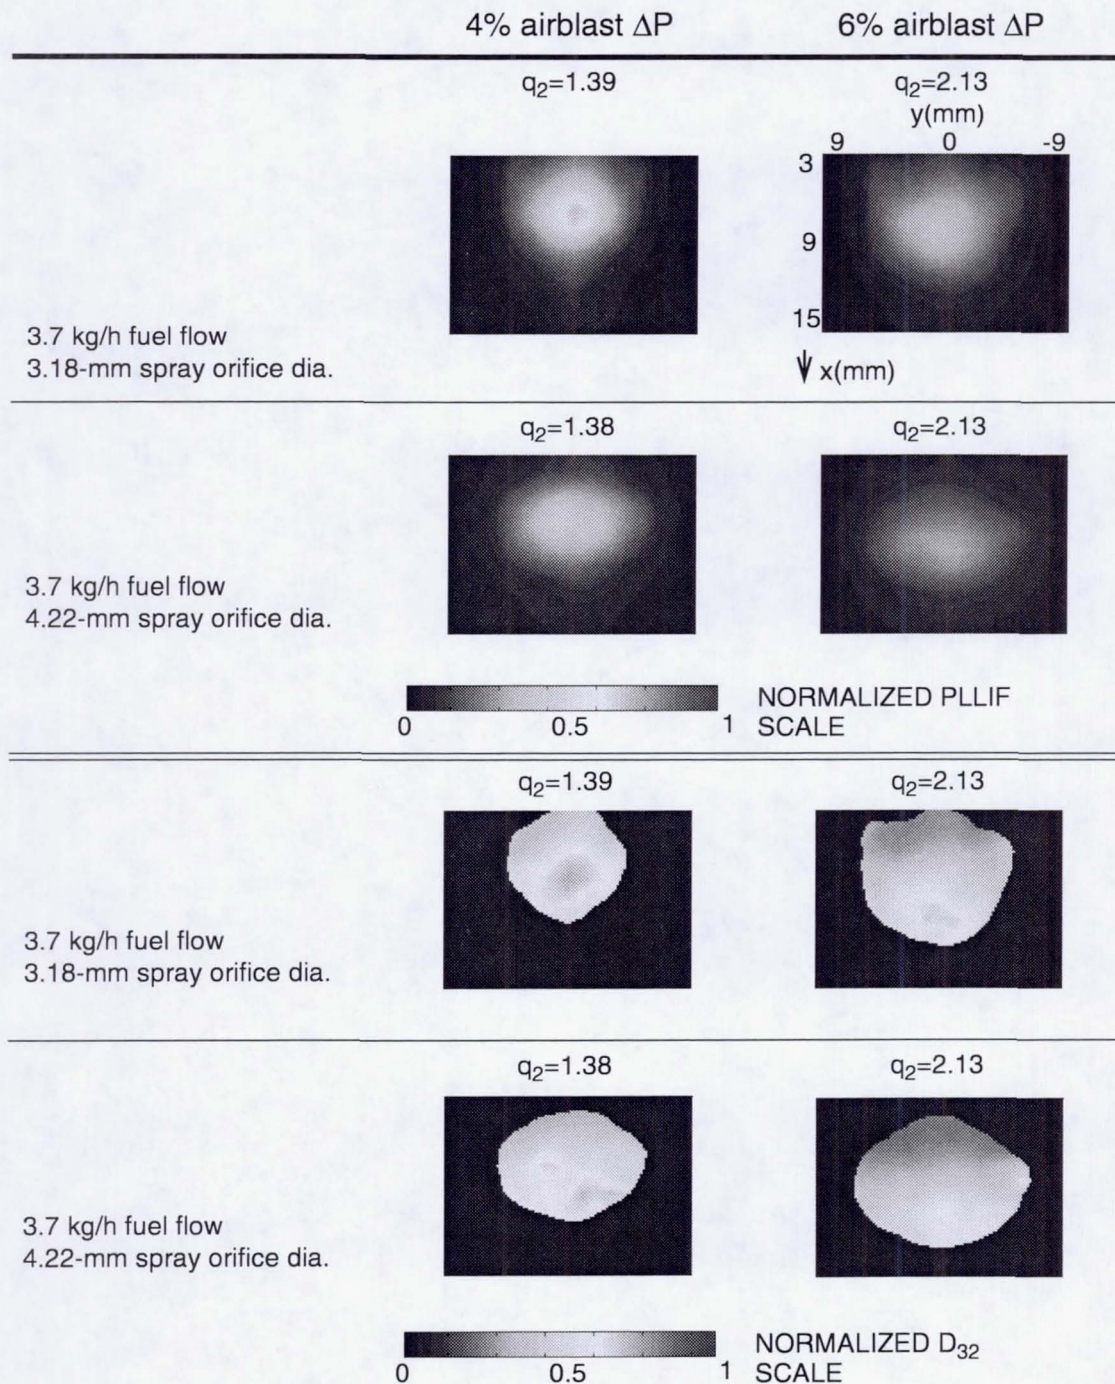 4% airblast ΔP 6% airblast ΔP
q2=1.39 q2=2.13
y(mm)
9 0 -9
3
9
15
x(mm)
3.7 kg/h fuel flow
3.18-mm spray orifice dia.
q2=1.38 q2=2.13
3.7 kg/h fuel flow
4.22-mm spray orifice dia.
NORMALIZED PLLIF
0 0.5 1 SCALE
q2=1.39 q2=2.13
3.7 kg/h fuel flow
3.18-mm spray orifice dia.
q2=1.38 q2=2.13
3.7 kg/h fuel flow
4.22-mm spray orifice dia.
NORMALIZED D32
0 0.5 1 SCALE